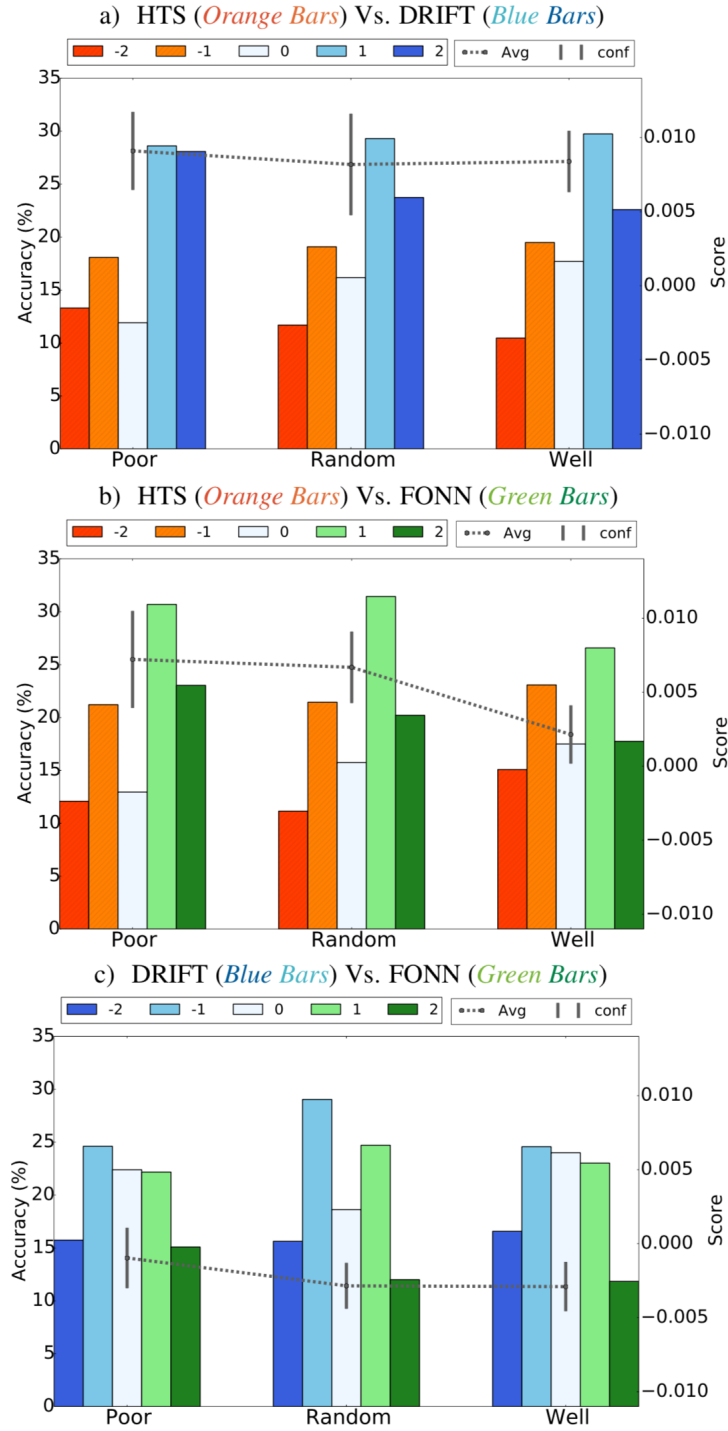 a) HTS (Orange Bars) Vs. DRIFT (Blue Bars)
-2 -1 0 1 2 Avg conf
35
30
25
20
15
10
5
0
Accuracy (%)
0.010
0.005
0.000
−0.005
−0.010
Score
Poor Random Well
b) HTS (Orange Bars) Vs. FONN (Green Bars)
-2 -1 0 1 2 Avg conf
35
30
25
20
15
10
5
0
Accuracy (%)
0.010
0.005
0.000
−0.005
−0.010
Score
Poor Random Well
c) DRIFT (Blue Bars) Vs. FONN (Green Bars)
-2 -1 0 1 2 Avg conf
35
30
25
20
15
10
5
0
Accuracy (%)
0.010
0.005
0.000
−0.005
−0.010
Score
Poor Random Well